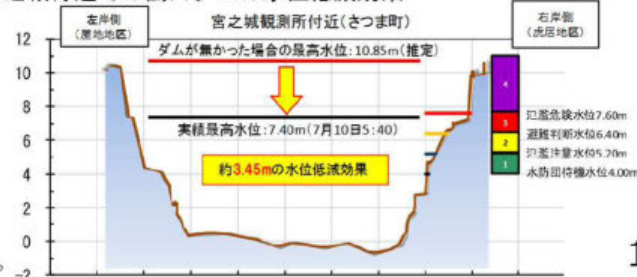 左岸側
（屋地地区）
宮之城観測所付近（さつま町）
右岸側
（虎居地区）
ダムが無かった場合の最高水位：10.85m（推定）
実績最高水位：7.40m（7月10日5:40）
約3.45mの水位低減効果
12
10
8
6
4
2
0
-2
4
3
2
1
氾濫危険水位7.60m
避難判断水位6.40m
氾濫注意水位5.20m
水防団待機水位4.00m
。
1